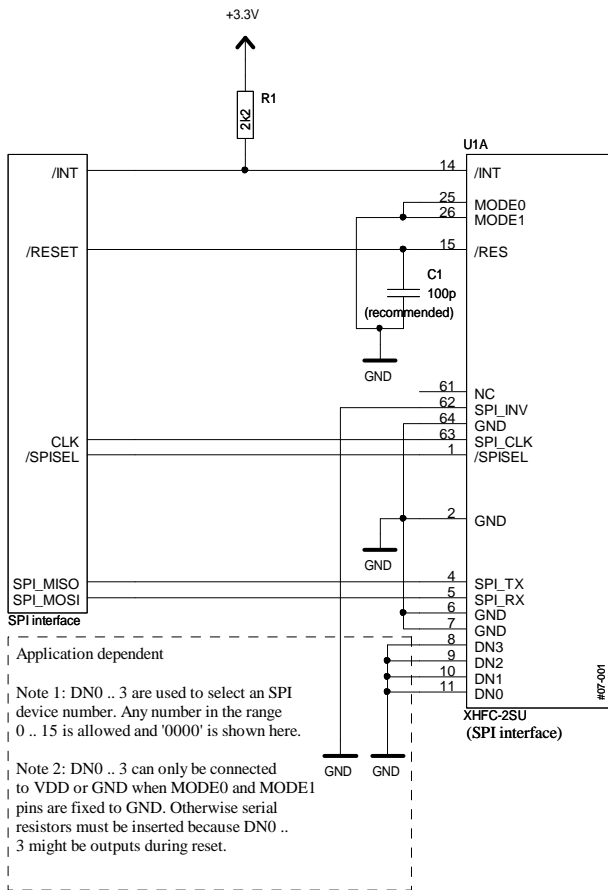 +3.3V
R1
2k2
U1A
/INT
14
/INT
25
MODE0
26
MODE1
/RESET
15
/RES
C1
100p
(recommended)
GND
61
NC
62
SPI_INV
64
GND
CLK
63
SPI_CLK
/SPISEL
1
/SPISEL
2
GND
GND
SPI_MISO
4
SPI_TX
SPI_MOSI
5
SPI_RX
SPI interface
6
GND
7
GND
8
DN3
9
DN2
10
DN1
11
DN0
#07-001
XHFC-2SU
(SPI interface)
Application dependent
Note 1: DN0 .. 3 are used to select an SPI
device number. Any number in the range
0 .. 15 is allowed and '0000' is shown here.
Note 2: DN0 .. 3 can only be connected
to VDD or GND when MODE0 and MODE1
pins are fixed to GND. Otherwise serial
resistors must be inserted because DN0 ..
3 might be outputs during reset.
GND
GND